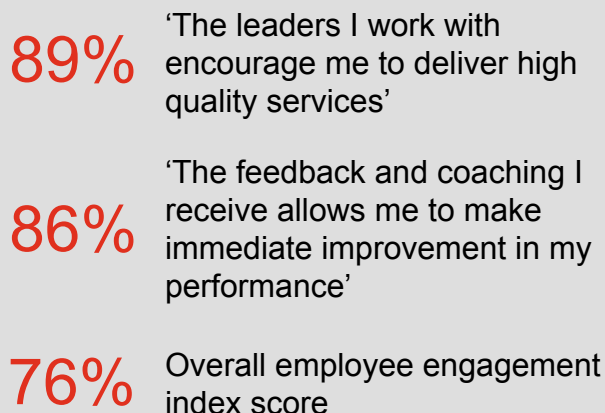 89%
‘The leaders I work with
encourage me to deliver high
quality services’
86%
‘The feedback and coaching I
receive allows me to make
immediate improvement in my
performance’
76%
Overall employee engagement
index score